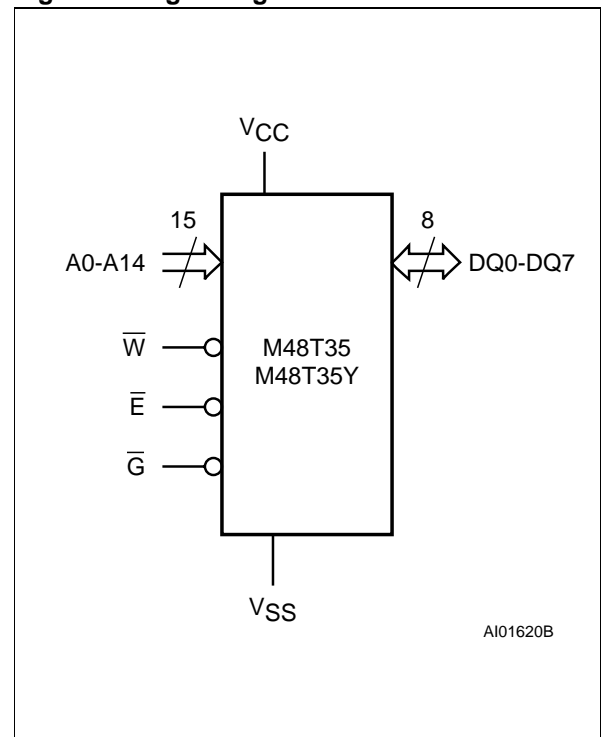 VCC
15
8
A0-A14
DQ0-DQ7
W̅
M48T35
M48T35Y
E̅
G̅
VSS
AI01620B